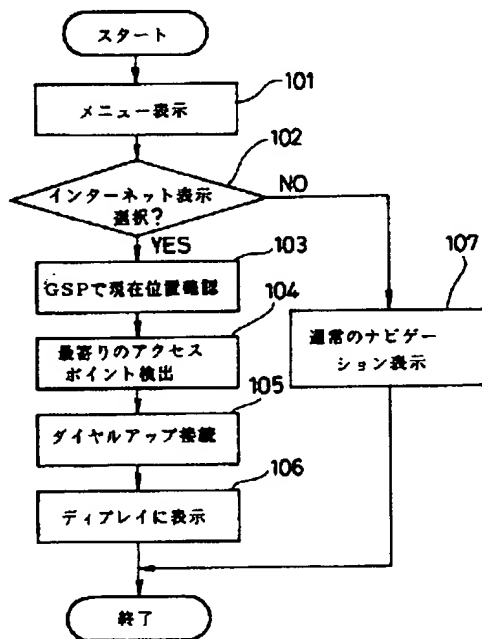 スタート
101
メニュー表示
102
インターネット表示
選択?
NO
YES
103
GSPで現在位置確認
104
最寄りのアクセス
ポイント検出
105
ダイヤルアップ接続
106
ディプレイに表示
107
通常のナビゲー
ション表示
終了